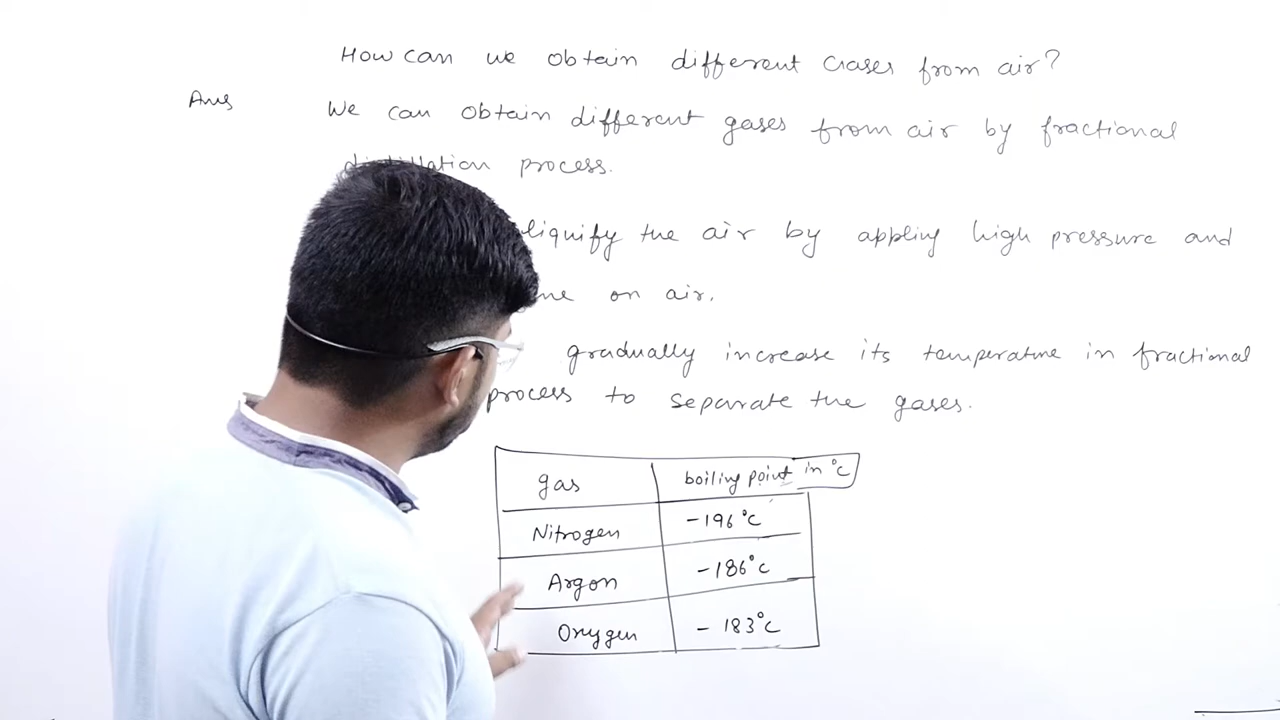 How can we obtain different Gases from air?
Ans We can obtain different gases from air by fractional
distillation process.
liquify the air by appling high pressure and
on air.
gradually increase its temperature in fractional
process to separate the gases.
gas boiling point in °C
Nitrogen -196°C
Argon -186°C
Oxygen - 183°C